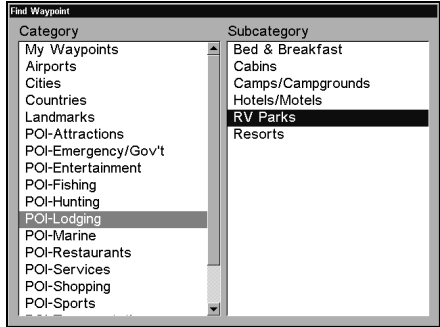 Find Waypoint
Category
My Waypoints
Airports
Cities
Countries
Landmarks
POI-Attractions
POI-Emergency/Gov't
POI-Entertainment
POI-Fishing
POI-Hunting
POI-Lodging
POI-Marine
POI-Restaurants
POI-Services
POI-Shopping
POI-Sports
Subcategory
Bed & Breakfast
Cabins
Camps/Campgrounds
Hotels/Motels
RV Parks
Resorts